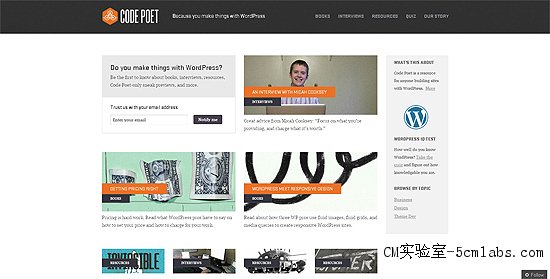 CODE POET
Because you make things with WordPress
BOOKS INTERVIEWS RESOURCES QUIZ OUR STORY
Do you make things with WordPress?
Be the first to know about books, interviews, resources,
Code Poet-only sneak previews, and more.
Trust us with your email address
Enter your email
Notify me
AN INTERVIEW WITH MICAH COOKSEY
INTERVIEWS
Great advice from Micah Cooksey: "Focus on what you're
providing, and charge what it's worth."
WHAT'S THIS ABOUT
Code Poet is a resource
for anyone building sites
with WordPress. More
WORDPRESS IQ TEST
How well do you know
WordPress? Take the
quiz and figure out how
knowledgable you are.
BROWSE BY TOPIC
Business
Design
Theme Dev
GETTING PRICING RIGHT
BOOKS
Pricing is hard work. Read what WordPress pros have to say on
how to set your price and how to charge for your work.
WORDPRESS MEET RESPONSIVE DESIGN
BOOKS
Read about how three WP pros use fluid images, fluid grids, and
media queries to create responsive WordPress sites.
INVINCIBLE
RESOURCES
RESOURCES
RESOURCES
RESOURCES
CM实验室-5cmlabs.com
Follow